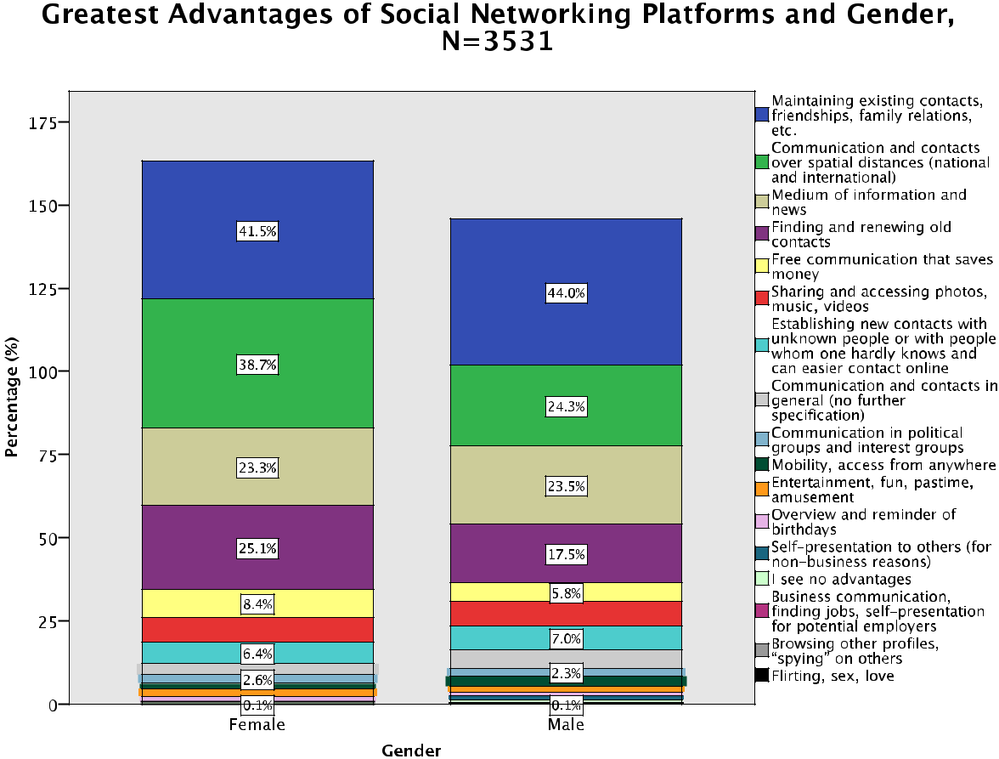 Greatest Advantages of Social Networking Platforms and Gender,
N=3531
175
150
125
100
75
50
25
0
Percentage (%)
41.5%
38.7%
23.3%
25.1%
8.4%
6.4%
2.6%
0.1%
44.0%
24.3%
23.5%
17.5%
5.8%
7.0%
2.3%
0.1%
Female
Male
Gender
Maintaining existing contacts,
friendships, family relations,
etc.
Communication and contacts
over spatial distances (national
and international)
Medium of information and
news
Finding and renewing old
contacts
Free communication that saves
money
Sharing and accessing photos,
music, videos
Establishing new contacts with
unknown people or with people
whom one hardly knows and
can easier contact online
Communication and contacts in
general (no further
specification)
Communication in political
groups and interest groups
Mobility, access from anywhere
Entertainment, fun, pastime,
amusement
Overview and reminder of
birthdays
Self-presentation to others (for
non-business reasons)
I see no advantages
Business communication,
finding jobs, self-presentation
for potential employers
Browsing other profiles,
“spying” on others
Flirting, sex, love